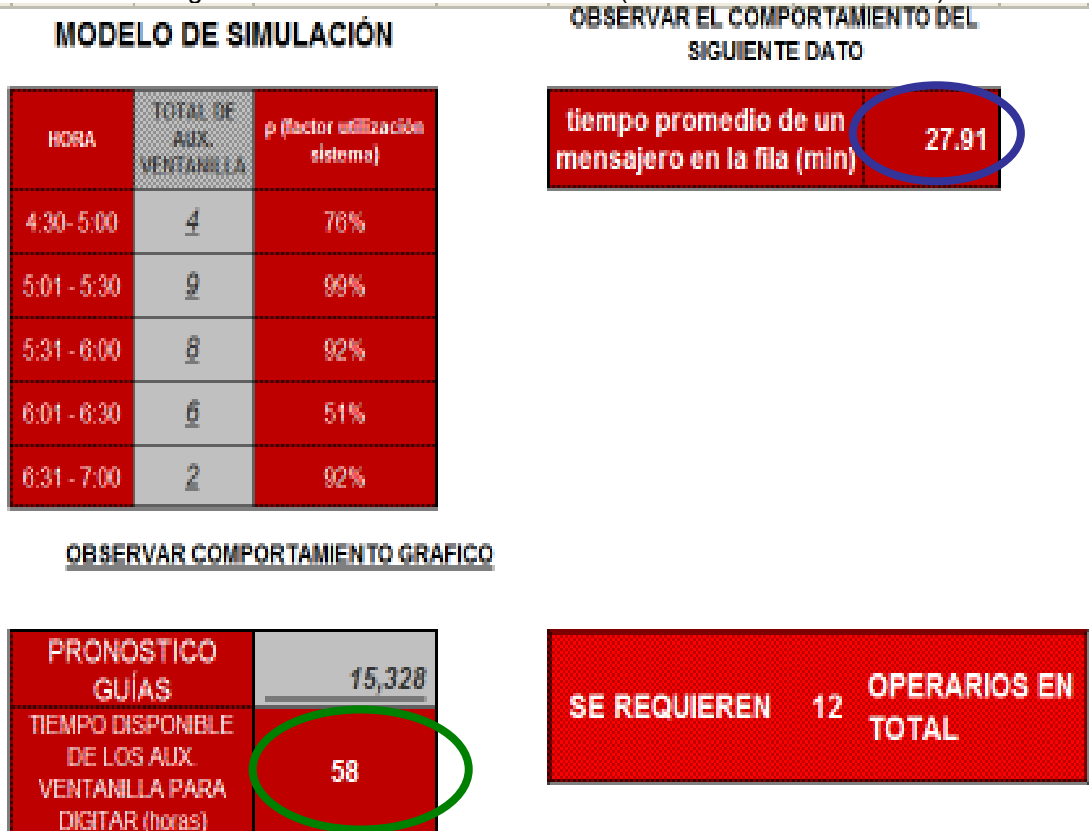 MODELO DE SIMULACIÓN
OBSERVAR EL COMPORTAMIENTO DEL
SIGUIENTE DATO
HORA
TOTAL DE
AUX.
VENTANILLA
ρ (factor utilización
sistema)
4:30- 5:00 4 76%
5:01 - 5:30 9 99%
5:31 - 6:00 8 92%
6:01 - 6:30 6 51%
6:31 - 7:00 2 92%
tiempo promedio de un
mensajero en la fila (min)
27.91
OBSERVAR COMPORTAMIENTO GRAFICO
PRONOSTICO
GUÍAS
15,328
TIEMPO DISPONIBLE
DE LOS AUX.
VENTANILLA PARA
DIGITAR (horas)
58
SE REQUIEREN 12 OPERARIOS EN
TOTAL